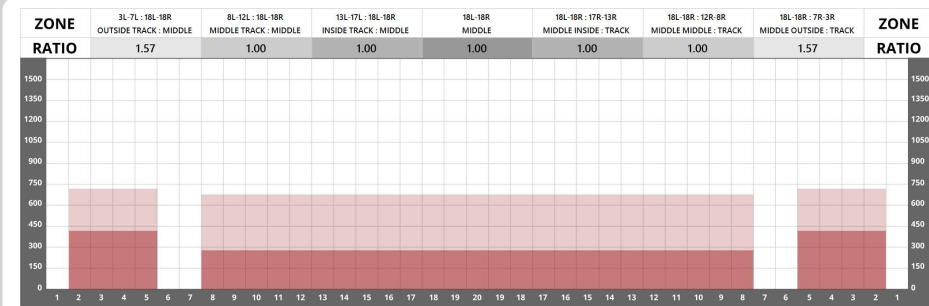 ZONE 3L-7L : 18L-18R 8L-12L : 18L-18R 13L-17L : 18L-18R 18L-18R 18L-18R : 17R-13R 18L-18R : 12R-8R 18L-18R : 7R-3R ZONE
OUTSIDE TRACK : MIDDLE MIDDLE TRACK : MIDDLE INSIDE TRACK : MIDDLE MIDDLE MIDDLE INSIDE : TRACK MIDDLE MIDDLE : TRACK MIDDLE OUTSIDE : TRACK
RATIO 1.57 1.00 1.00 1.00 1.00 1.00 1.57 RATIO
1500 1500
1350 1350
1200 1200
1050 1050
900 900
750 750
600 600
450 450
300 300
150 150
0 0
1 2 3 4 5 6 7 8 9 10 11 12 13 14 15 16 17 18 19 20 19 18 17 16 15 14 13 12 11 10 9 8 7 6 5 4 3 2 1